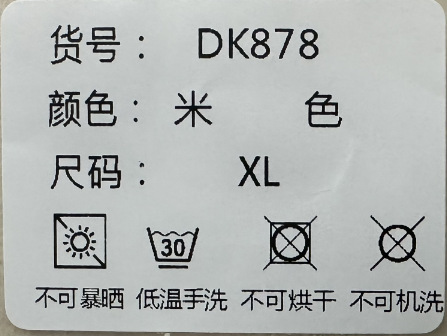 货号： DK878
颜色：米 色
尺码： XL
30
不可暴晒 低温手洗 不可烘干 不可机洗